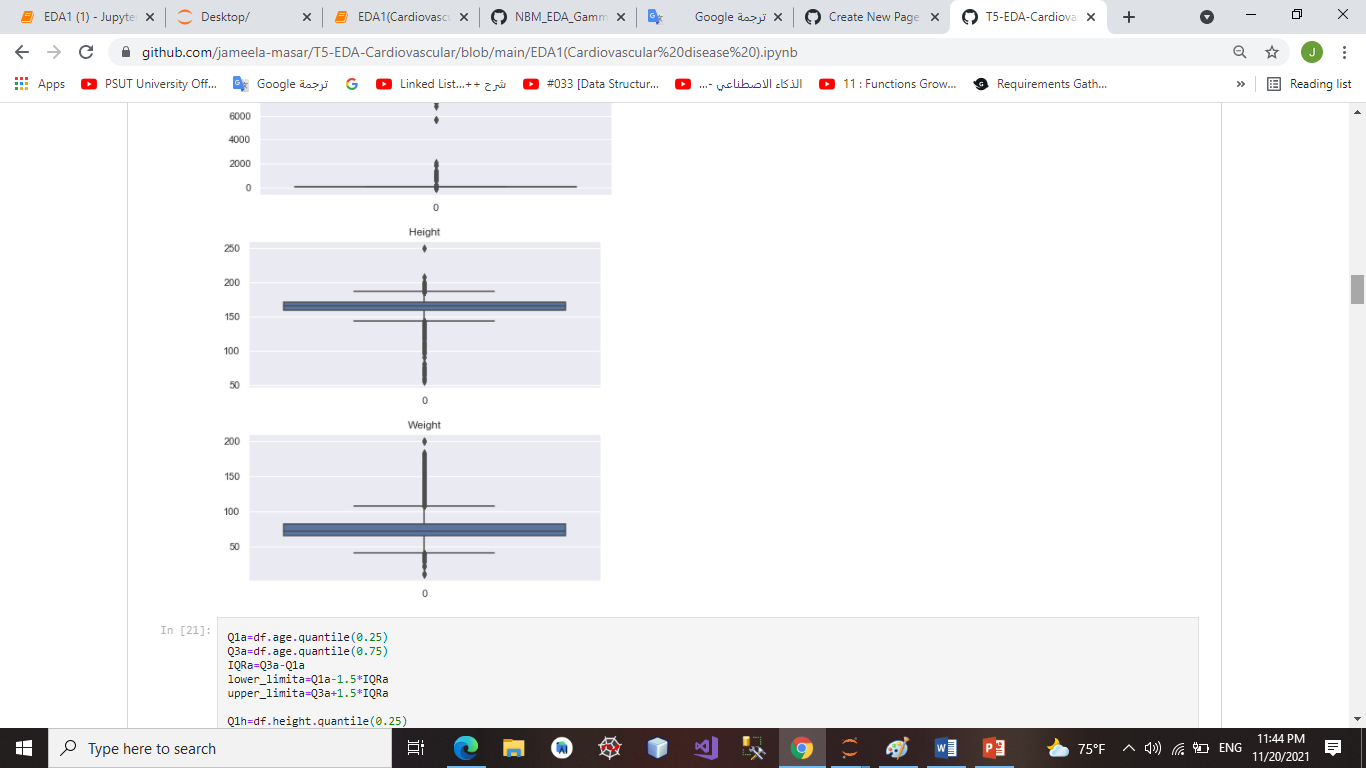 EDA1 (1) - Jupyte
Desktop/
EDA1(Cardiovascu
NBM_EDA_Gamm
ترجمة Google
Create New Page
T5-EDA-Cardiova
github.com/jameela-masar/T5-EDA-Cardiovascular/blob/main/EDA1(Cardiovascular%20disease%20).ipynb
J
Apps
PSUT University Off...
ترجمة Google
Linked List...++ شرح
#033 [Data Structur...
الذكاء الاصطناعي -...
11 : Functions Grow...
Requirements Gath...
»
Reading list
6000
4000
2000
0
0
Height
250
200
150
100
50
0
Weight
200
150
100
50
0
In [21]:
Q1a=df.age.quantile(0.25)
Q3a=df.age.quantile(0.75)
IQRa=Q3a-Q1a
lower_limita=Q1a-1.5*IQRa
upper_limita=Q3a+1.5*IQRa
Q1h=df.height.quantile(0.25)
Type here to search
75°F
ENG
11:44 PM
11/20/2021